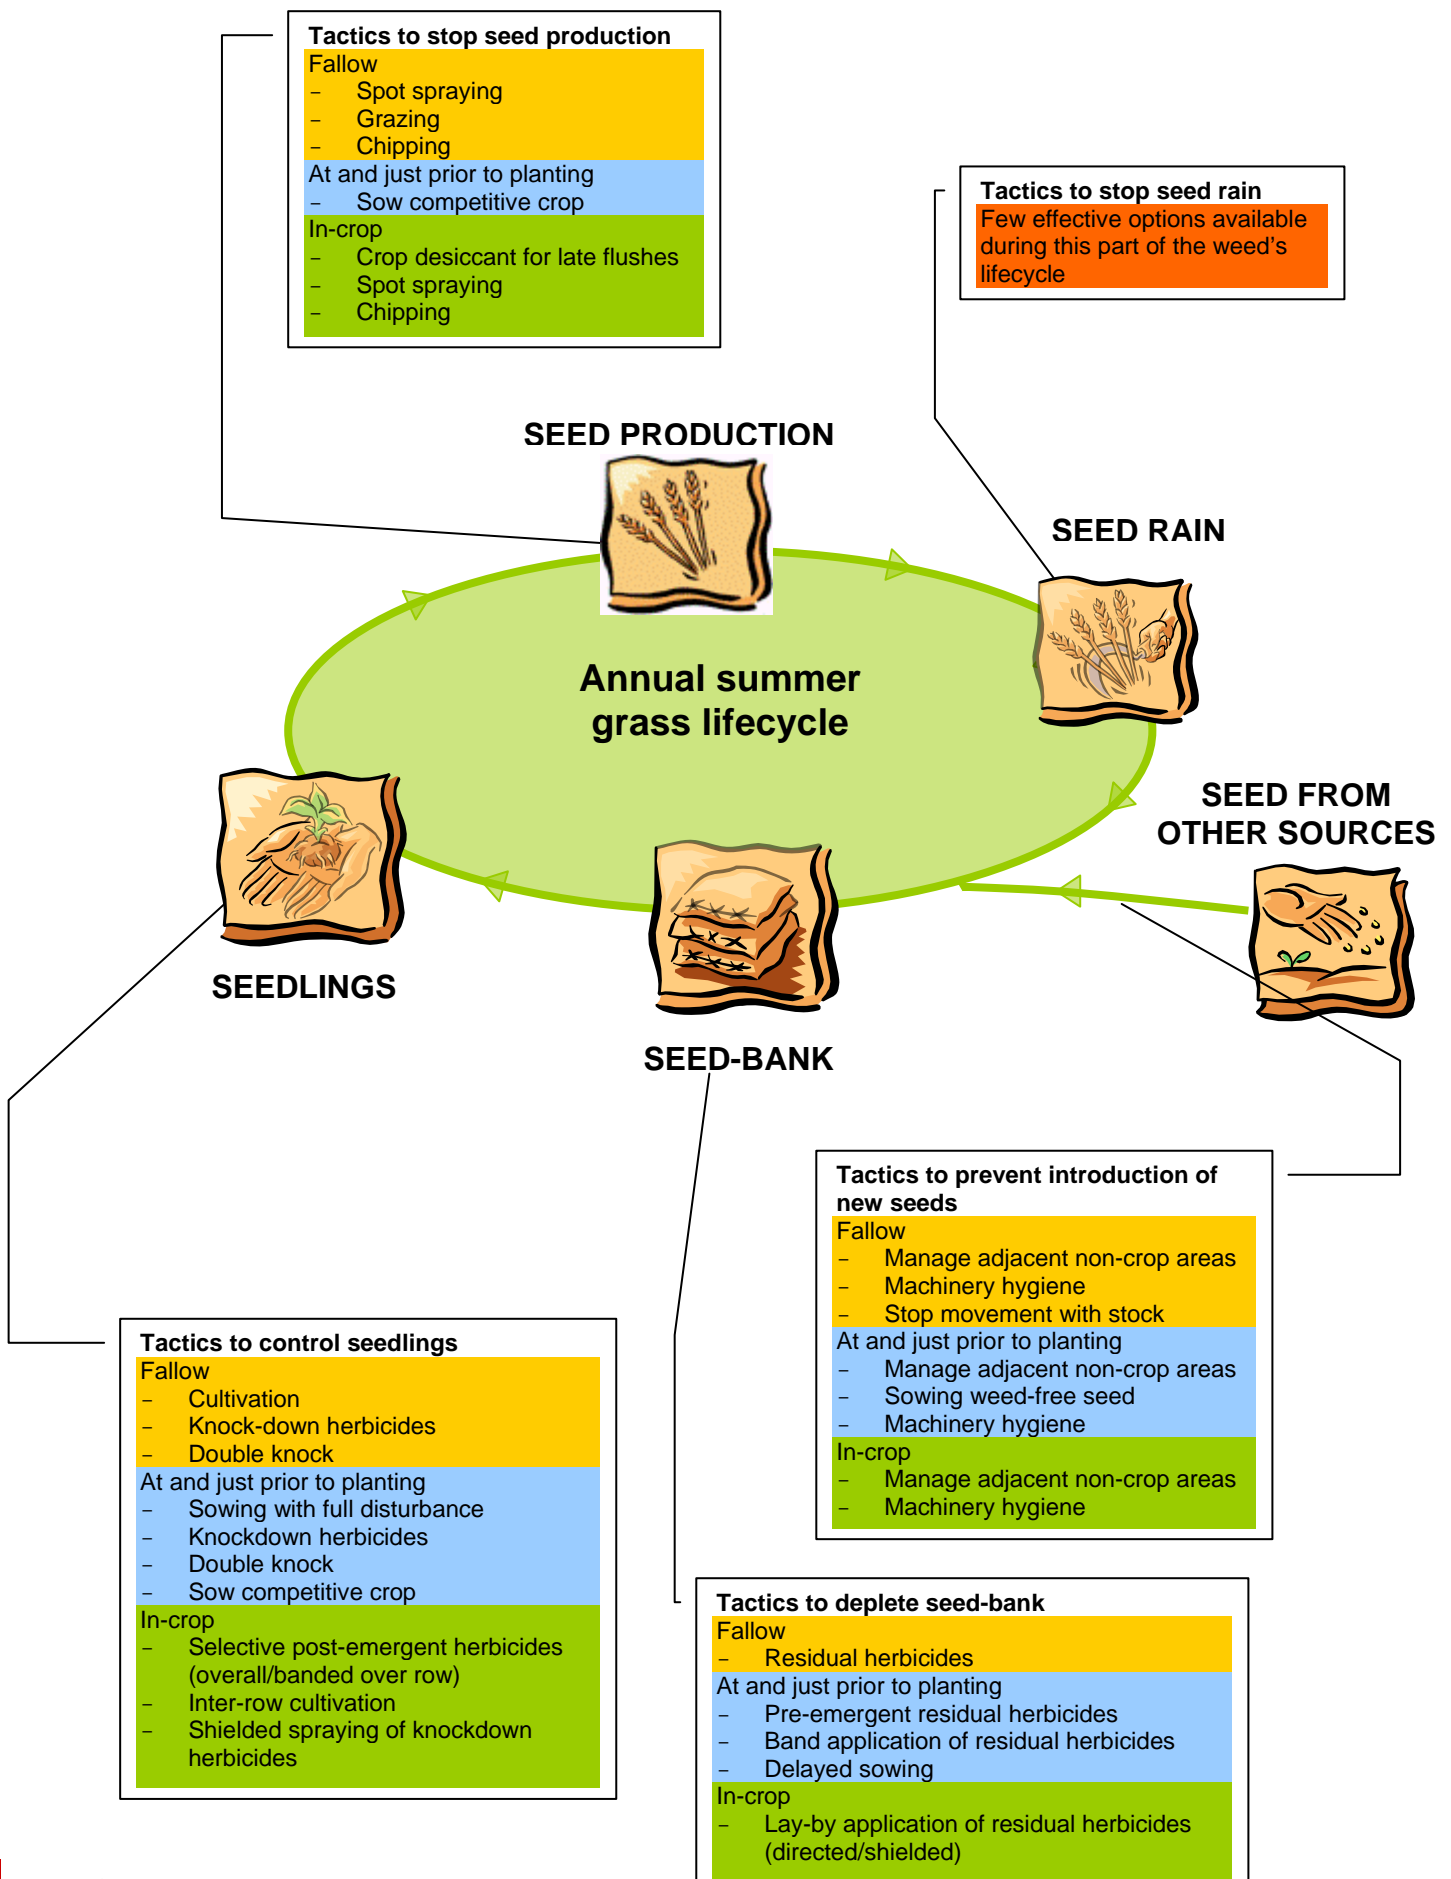 Tactics to stop seed production
Fallow
– Spot spraying
– Grazing
– Chipping
At and just prior to planting
– Sow competitive crop
In-crop
– Crop desiccant for late flushes
– Spot spraying
– Chipping
Tactics to stop seed rain
Few effective options available
during this part of the weed's
lifecycle
SEED PRODUCTION
SEED RAIN
Annual summer
grass lifecycle
SEED FROM
OTHER SOURCES
SEEDLINGS
SEED-BANK
Tactics to prevent introduction of
new seeds
Fallow
– Manage adjacent non-crop areas
– Machinery hygiene
– Stop movement with stock
At and just prior to planting
– Manage adjacent non-crop areas
– Sowing weed-free seed
– Machinery hygiene
In-crop
– Manage adjacent non-crop areas
– Machinery hygiene
Tactics to control seedlings
Fallow
– Cultivation
– Knock-down herbicides
– Double knock
At and just prior to planting
– Sowing with full disturbance
– Knockdown herbicides
– Double knock
– Sow competitive crop
In-crop
– Selective post-emergent herbicides
(overall/banded over row)
– Inter-row cultivation
– Shielded spraying of knockdown
herbicides
Tactics to deplete seed-bank
Fallow
– Residual herbicides
At and just prior to planting
– Pre-emergent residual herbicides
– Band application of residual herbicides
– Delayed sowing
In-crop
– Lay-by application of residual herbicides
(directed/shielded)